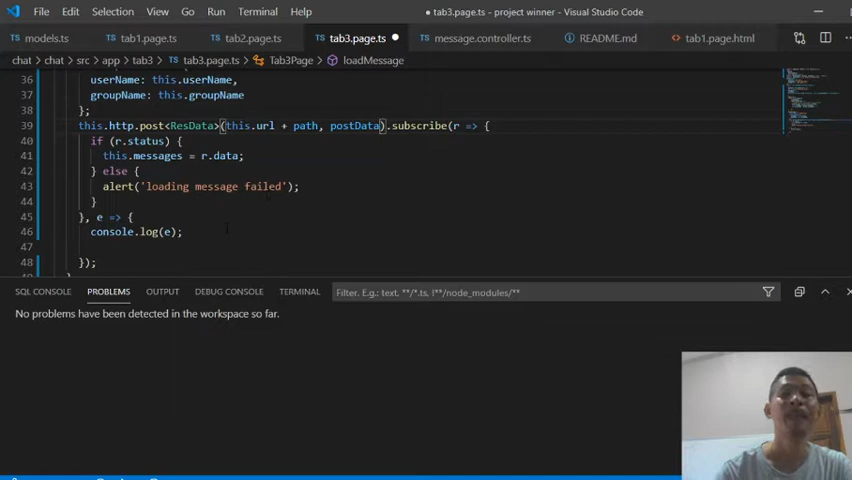 File Edit Selection View Go Run Terminal Help ● tab3.page.ts - project winner - Visual Studio Code
TS models.ts TS tab1.page.ts TS tab2.page.ts TS tab3.page.ts ● TS message.controller.ts README.md <> tab1.page.html
chat > chat > src > app > tab3 > TS tab3.page.ts > Tab3Page > loadMessage
36 userName: this.userName,
37 groupName: this.groupName
38 };
39 this.http.post<ResData>(this.url + path, postData).subscribe(r => {
40 if (r.status) {
41 this.messages = r.data;
42 } else {
43 alert('loading message failed');
44 }
45 }, e => {
46 console.log(e);
47
48 });
SQL CONSOLE PROBLEMS OUTPUT DEBUG CONSOLE TERMINAL Filter. E.g.: text, **/*.ts, !**/node_modules/**
No problems have been detected in the workspace so far.